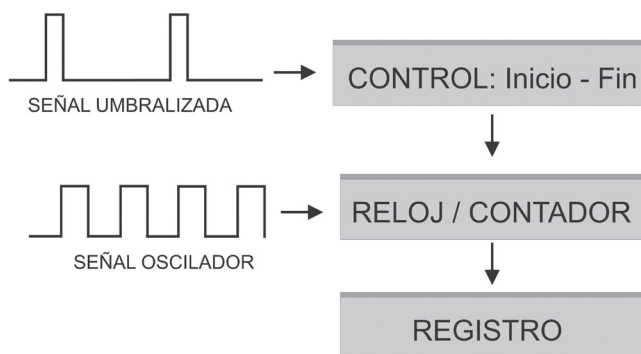 CONTROL: Inicio - Fin
SEÑAL UMBRALIZADA
RELOJ / CONTADOR
SEÑAL OSCILADOR
REGISTRO